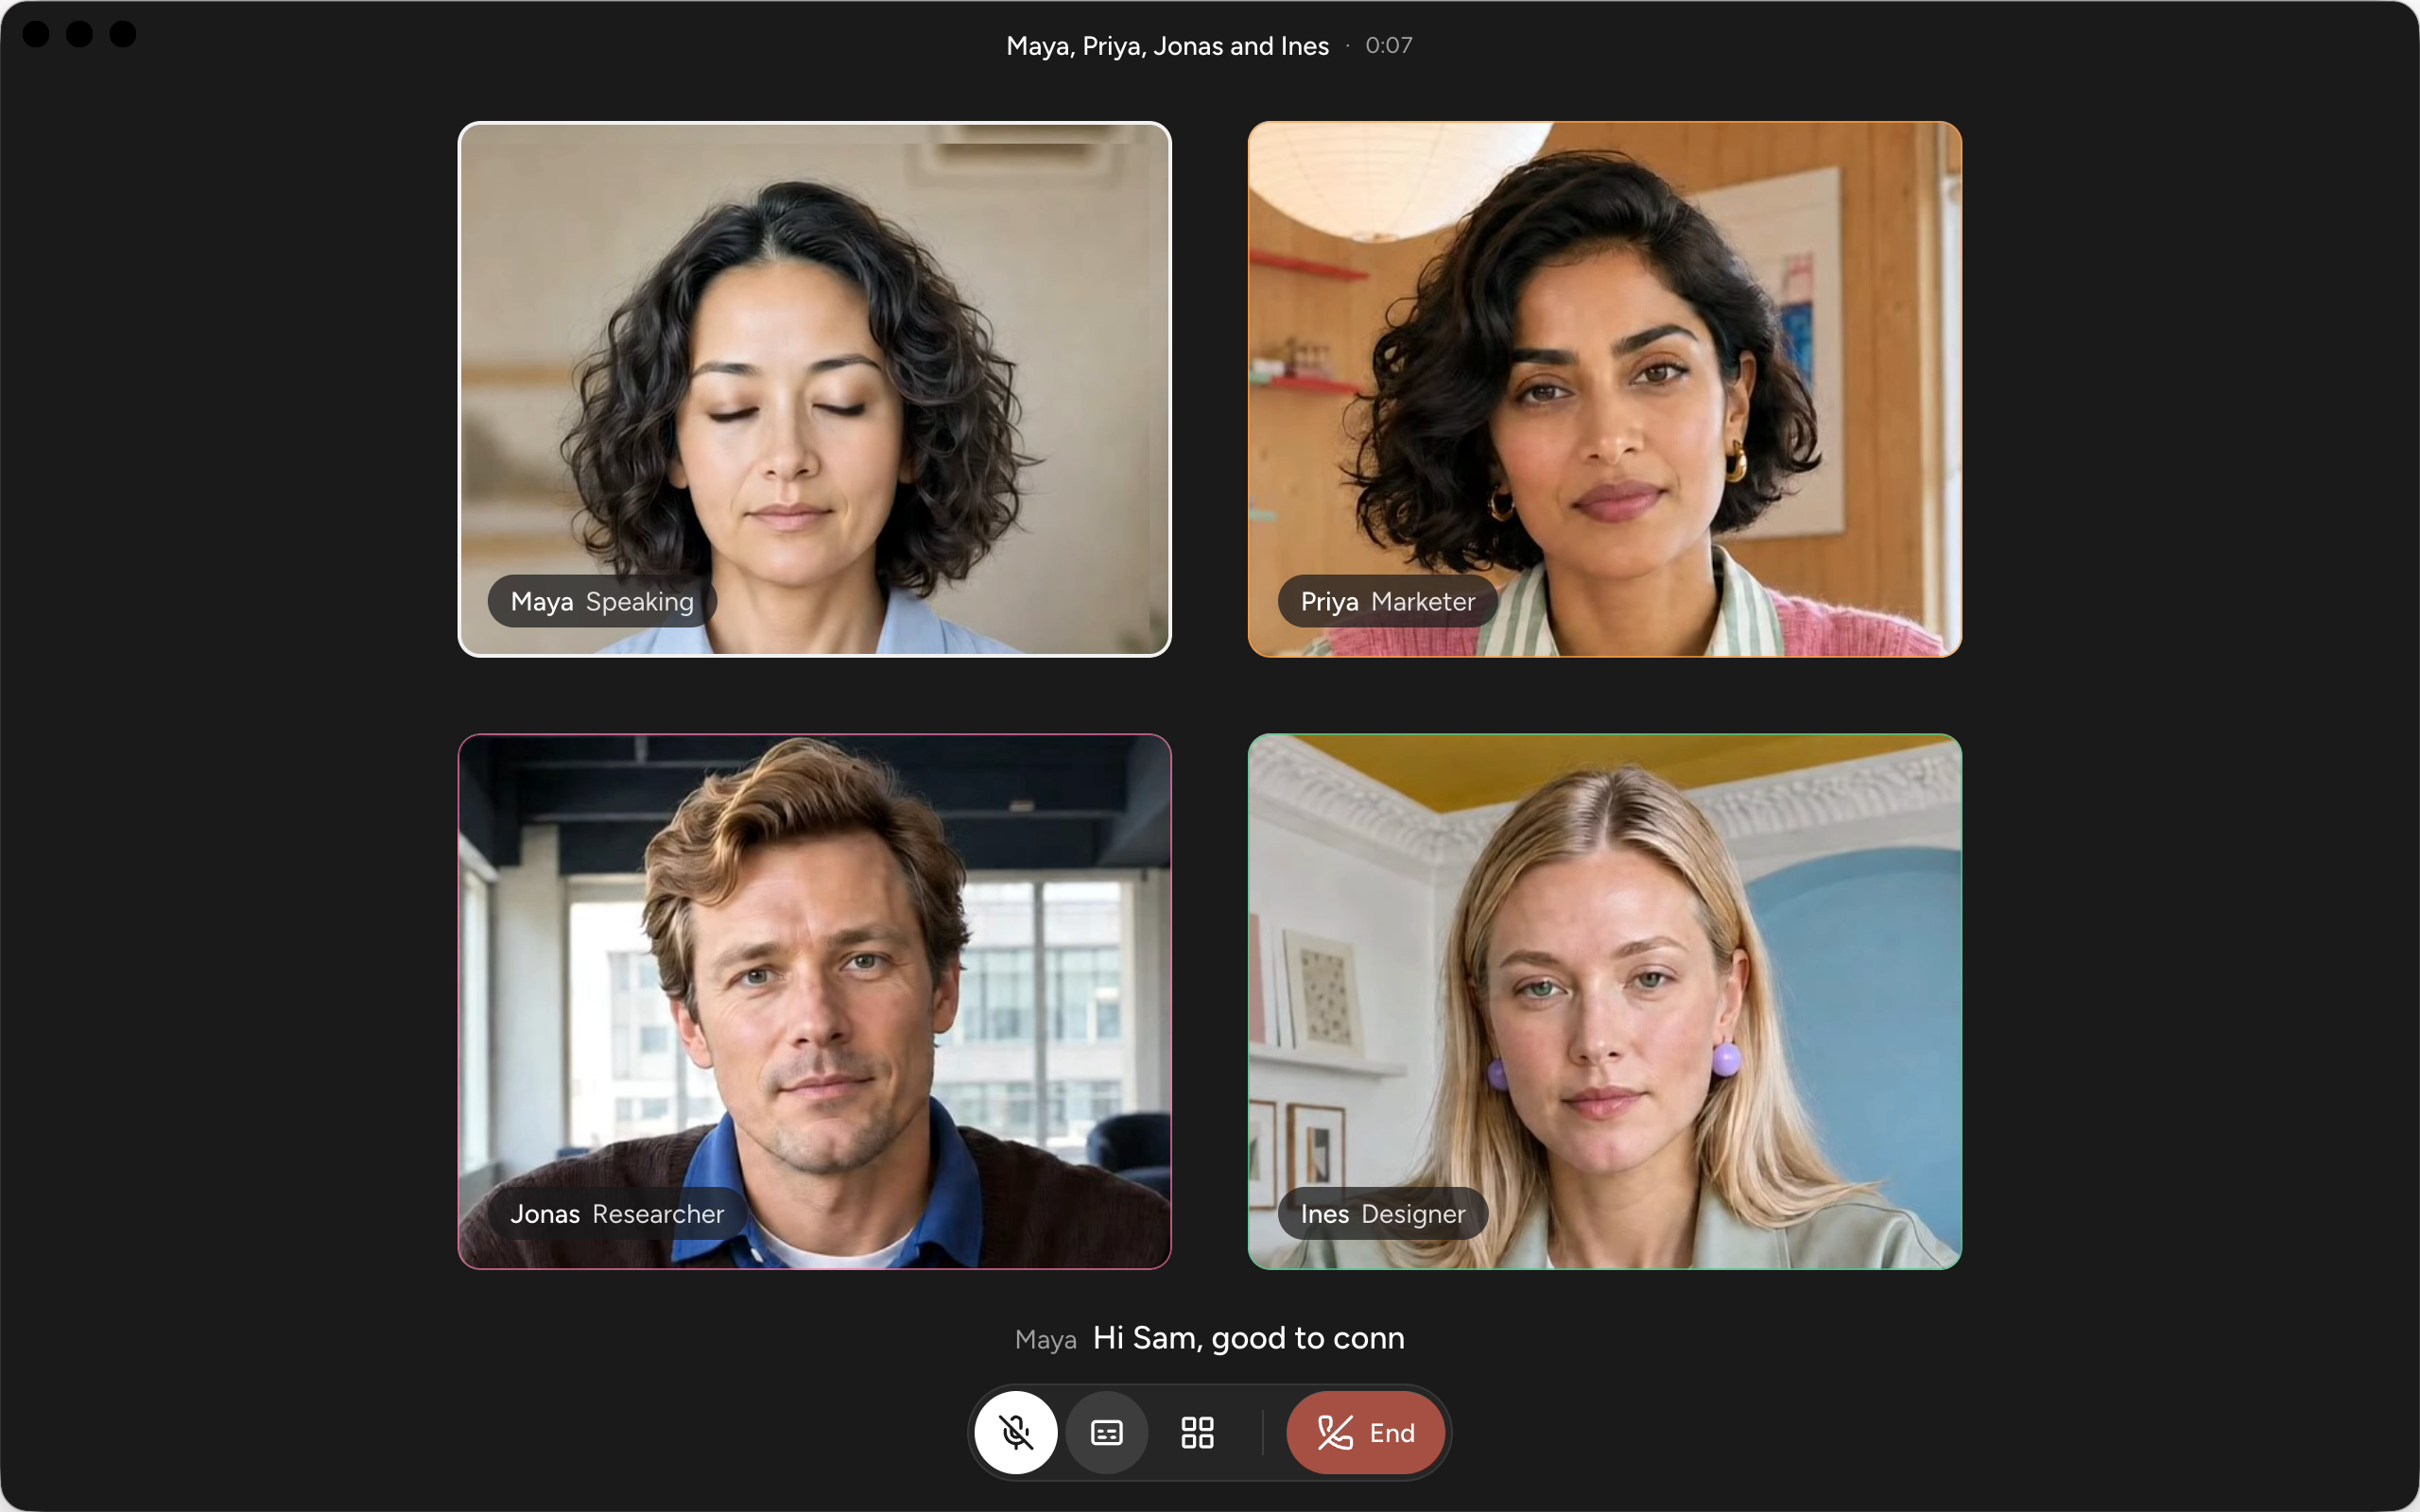 Maya, Priya, Jonas and Ines · 0:07
Maya Speaking
Priya Marketer
Jonas Researcher
Ines Designer
Maya Hi Sam, good to conn
End